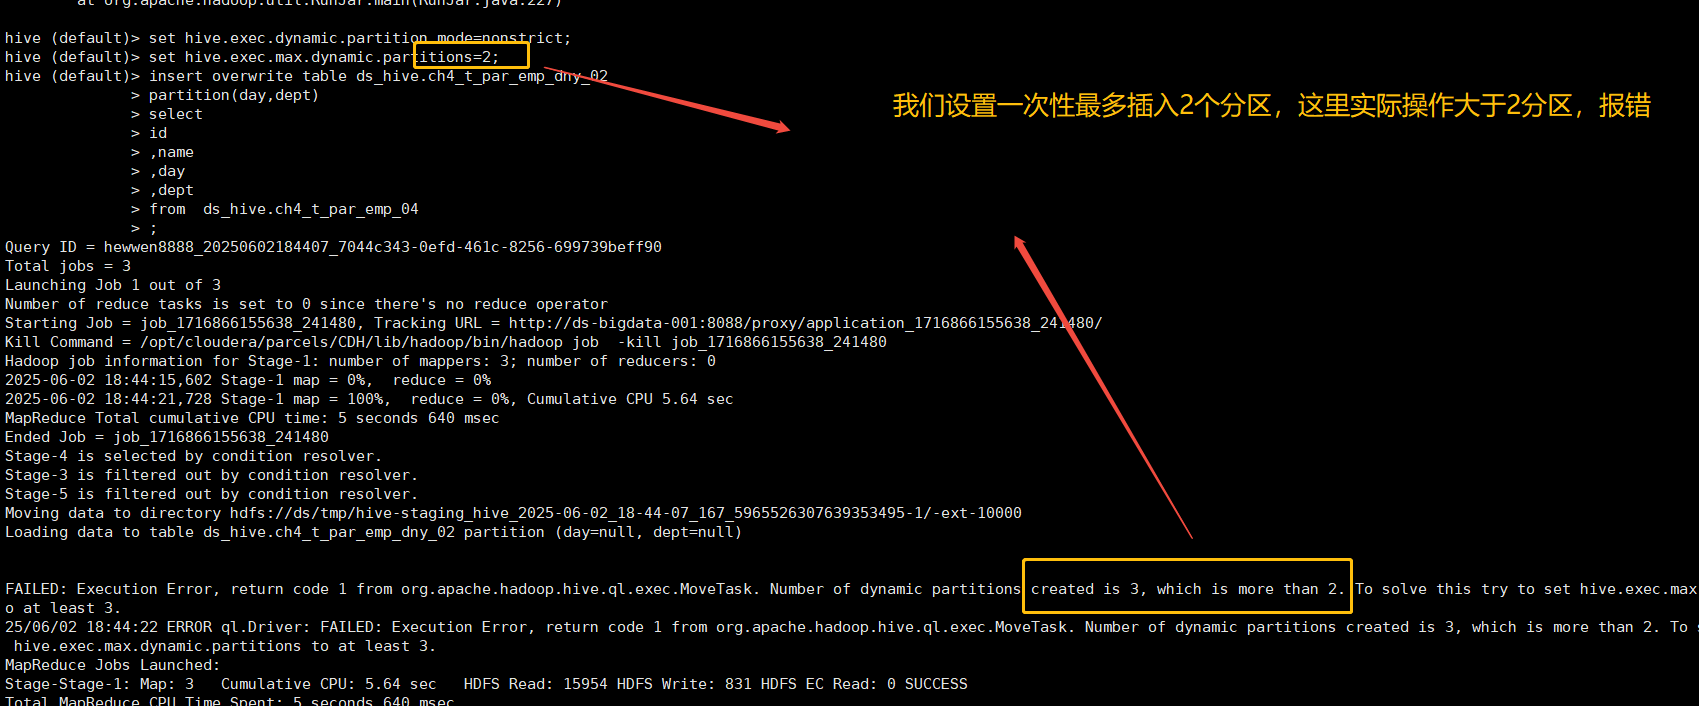 at org.apache.hadoop.util.RunJar.main(RunJar.java:227)
hive (default)> set hive.exec.dynamic.partition.mode=nonstrict;
hive (default)> set hive.exec.max.dynamic.partitions=2;
hive (default)> insert overwrite table ds_hive.ch4_t_par_emp_dny_02
> partition(day,dept)
我们设置一次性最多插入2个分区，这里实际操作大于2分区，报错
> select
> id
> ,name
> ,day
> ,dept
> from  ds_hive.ch4_t_par_emp_04
> ;
Query ID = hewwen8888_20250602184407_7044c343-0efd-461c-8256-699739beff90
Total jobs = 3
Launching Job 1 out of 3
Number of reduce tasks is set to 0 since there's no reduce operator
Starting Job = job_1716866155638_241480, Tracking URL = http://ds-bigdata-001:8088/proxy/application_1716866155638_241480/
Kill Command = /opt/cloudera/parcels/CDH/lib/hadoop/bin/hadoop job  -kill job_1716866155638_241480
Hadoop job information for Stage-1: number of mappers: 3; number of reducers: 0
2025-06-02 18:44:15,602 Stage-1 map = 0%,  reduce = 0%
2025-06-02 18:44:21,728 Stage-1 map = 100%,  reduce = 0%, Cumulative CPU 5.64 sec
MapReduce Total cumulative CPU time: 5 seconds 640 msec
Ended Job = job_1716866155638_241480
Stage-4 is selected by condition resolver.
Stage-3 is filtered out by condition resolver.
Stage-5 is filtered out by condition resolver.
Moving data to directory hdfs://ds/tmp/hive-staging_hive_2025-06-02_18-44-07_167_5965526307639353495-1/-ext-10000
Loading data to table ds_hive.ch4_t_par_emp_dny_02 partition (day=null, dept=null)
FAILED: Execution Error, return code 1 from org.apache.hadoop.hive.ql.exec.MoveTask. Number of dynamic partitions created is 3, which is more than 2. To solve this try to set hive.exec.max
o at least 3.
25/06/02 18:44:22 ERROR ql.Driver: FAILED: Execution Error, return code 1 from org.apache.hadoop.hive.ql.exec.MoveTask. Number of dynamic partitions created is 3, which is more than 2. To s
hive.exec.max.dynamic.partitions to at least 3.
MapReduce Jobs Launched:
Stage-Stage-1: Map: 3   Cumulative CPU: 5.64 sec   HDFS Read: 15954 HDFS Write: 831 HDFS EC Read: 0 SUCCESS
Total MapReduce CPU Time Spent: 5 seconds 640 msec